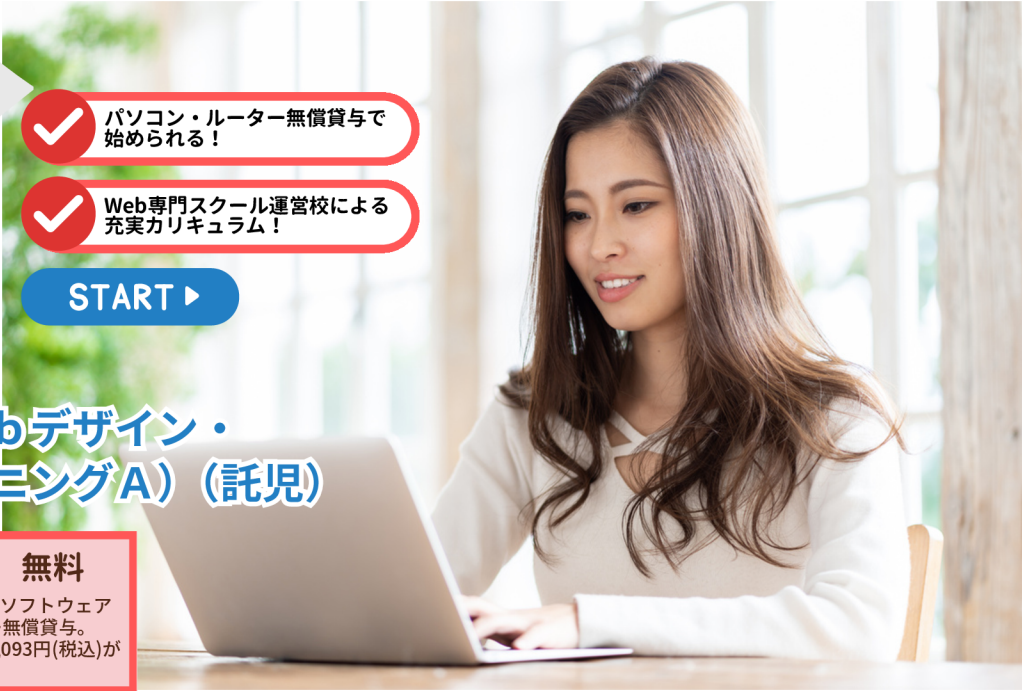 パソコン・ルーター無償貸与で
始められる！
Web専門スクール運営校による
充実カリキュラム！
START
bデザイン・
ニングA）（託児）
無料
ソフトウェア
無償貸与。
,093円(税込)が